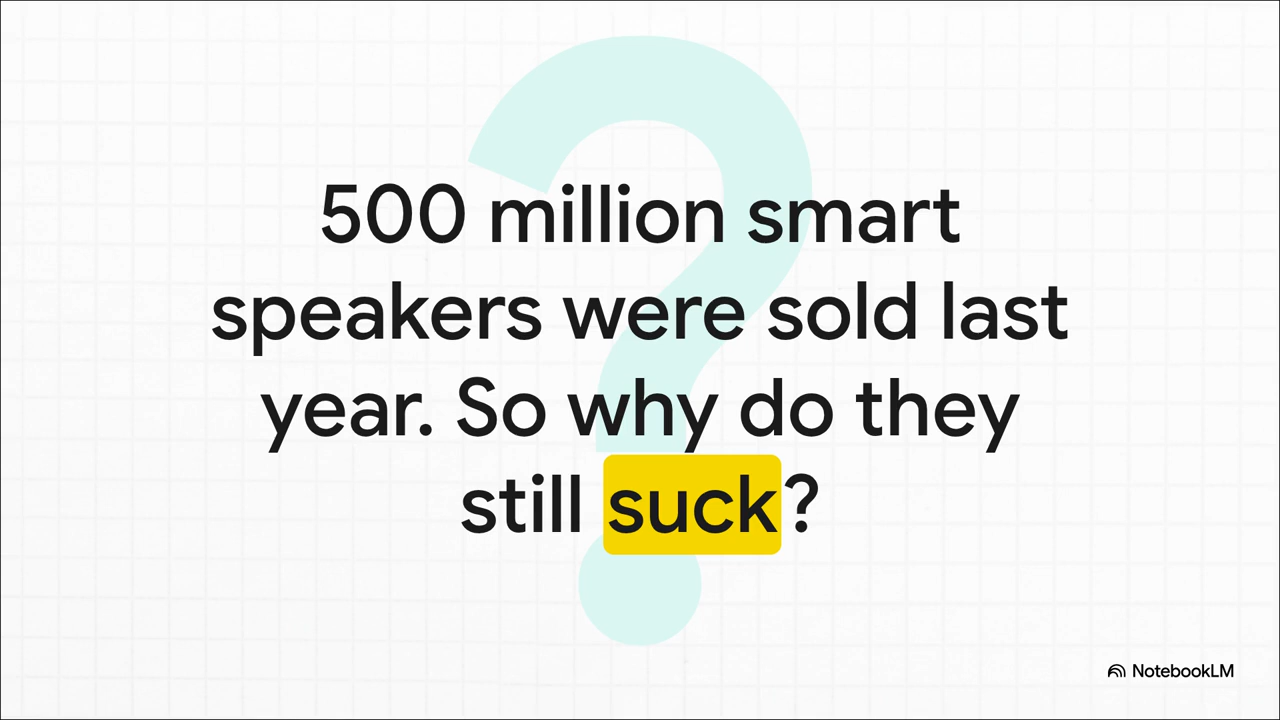 500 million smart
speakers were sold last
year. So why do they
still suck?
NotebookLM